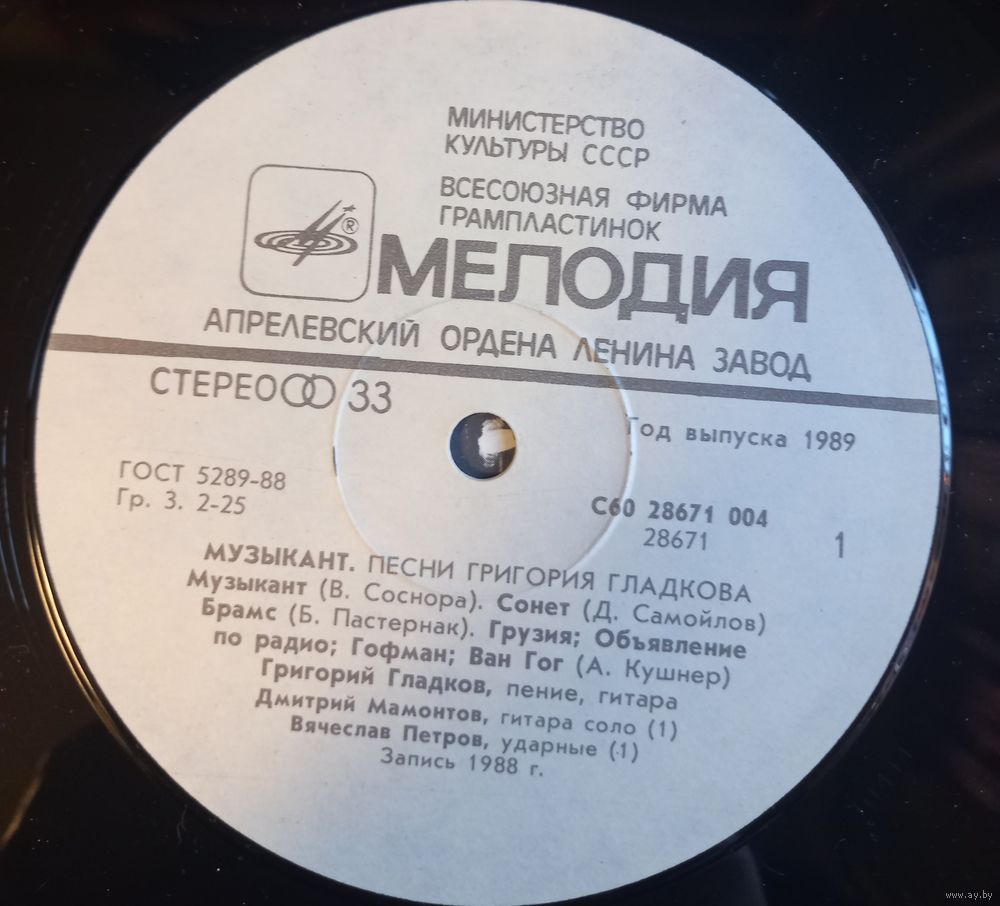 МИНИСТЕРСТВО
КУЛЬТУРЫ СССР
ВСЕСОЮЗНАЯ ФИРМА
ГРАМПЛАСТИНОК
®
МЕЛОДИЯ
АПРЕЛЕВСКИЙ ОРДЕНА ЛЕНИНА ЗАВОД
СТЕРЕО 33
Год выпуска 1989
ГОСТ 5289-88
Гр. 3. 2-25
С60 28671 004
28671
1
МУЗЫКАНТ. ПЕСНИ ГРИГОРИЯ ГЛАДКОВА
Музыкант (В. Соснора). Сонет (Д. Самойлов)
Брамс (Б. Пастернак). Грузия; Объявление
по радио; Гофман; Ван Гог (А. Кушнер)
Григорий Гладков, пение, гитара
Дмитрий Мамонтов, гитара соло (1)
Вячеслав Петров, ударные (1)
Запись 1988 г.
www.ay.by